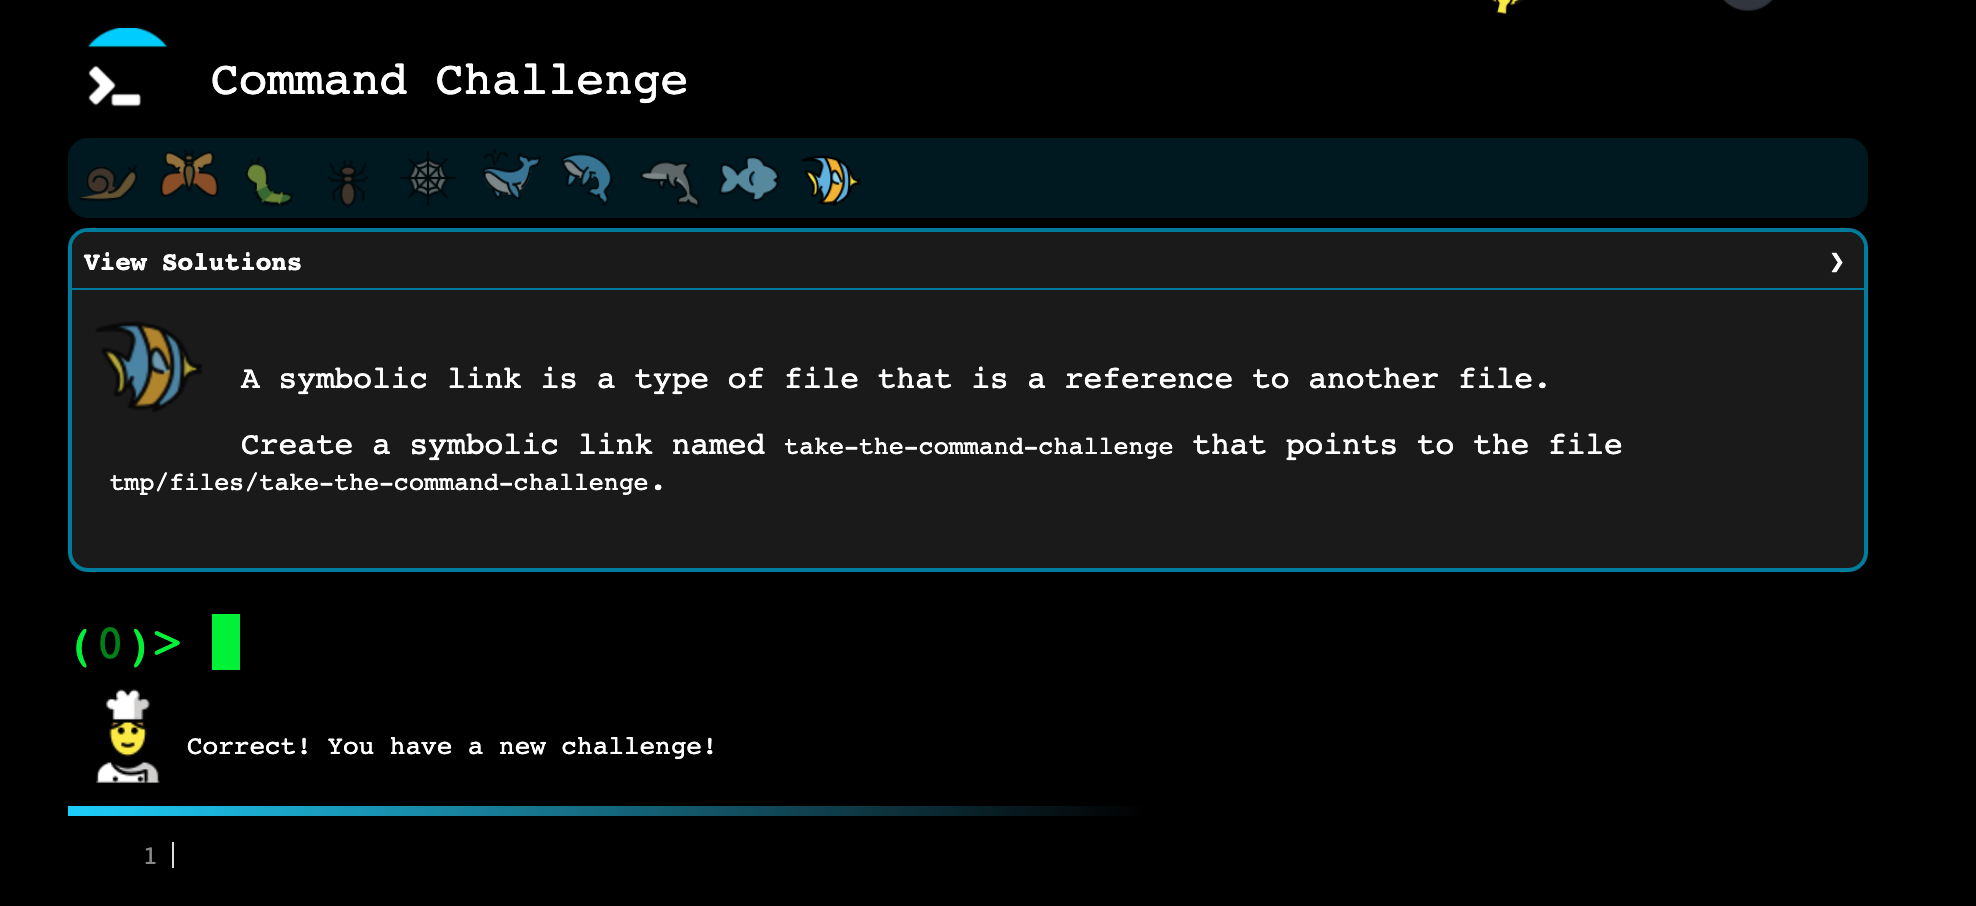 Command Challenge
View Solutions ❯
A symbolic link is a type of file that is a reference to another file.
Create a symbolic link named take-the-command-challenge that points to the file
tmp/files/take-the-command-challenge.
(0)>
Correct! You have a new challenge!
1